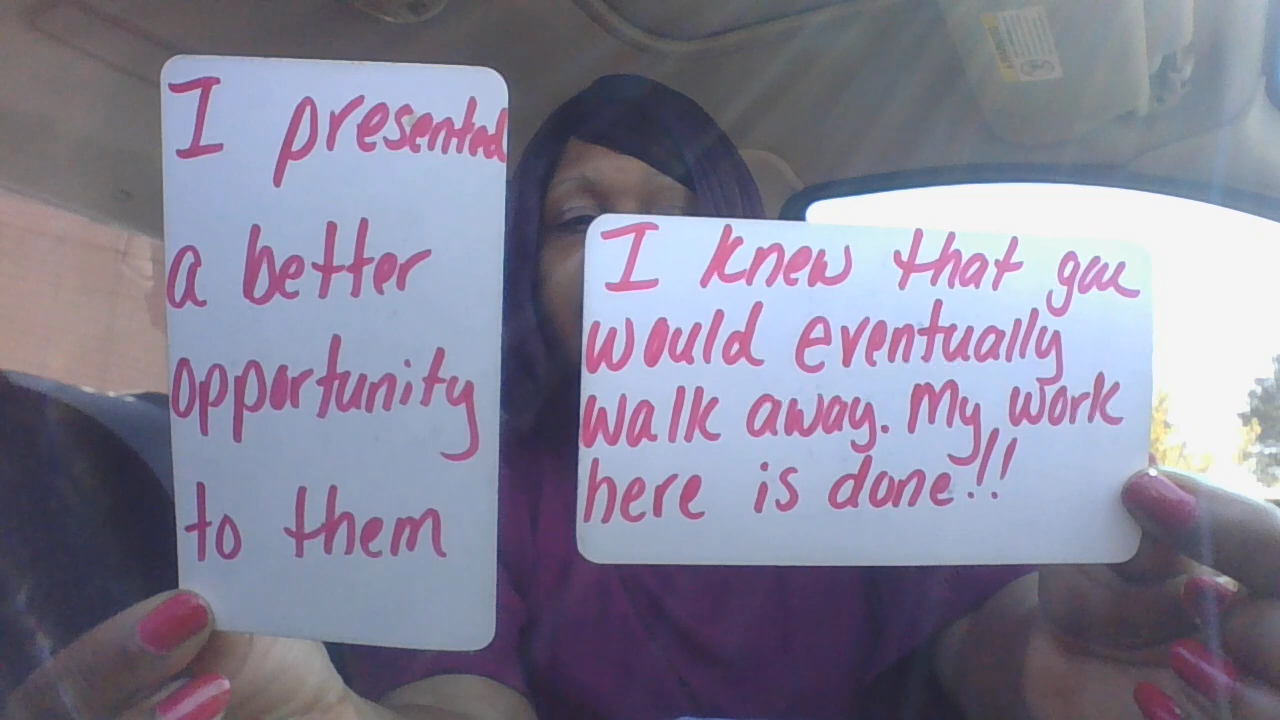 I presented
a better
opportunity
to them
I knew that you
would eventually
walk away. My work
here is done!!